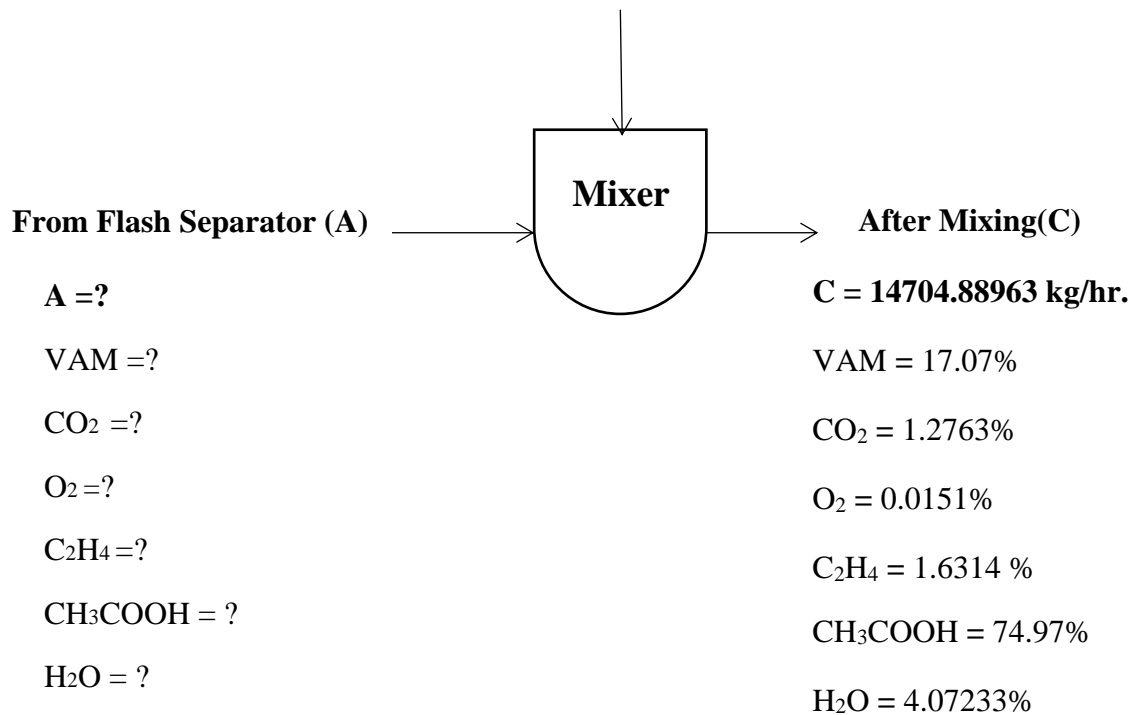 Mixer
From Flash Separator (A)
A =?
VAM =?
CO2 =?
O2 =?
C2H4 =?
CH3COOH = ?
H2O = ?
After Mixing(C)
C = 14704.88963 kg/hr.
VAM = 17.07%
CO2 = 1.2763%
O2 = 0.0151%
C2H4 = 1.6314 %
CH3COOH = 74.97%
H2O = 4.07233%